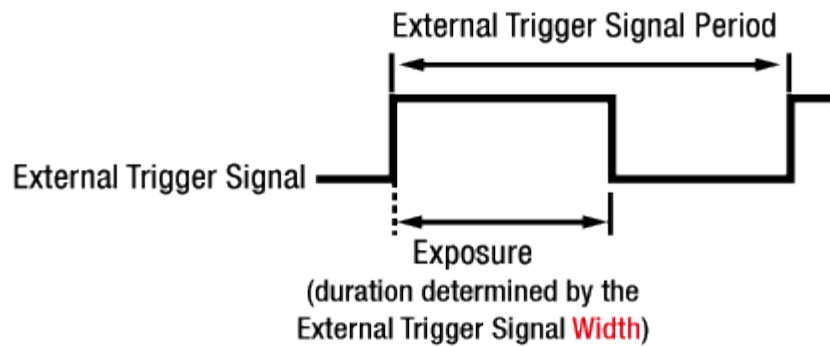 External Trigger Signal Period
External Trigger Signal
Exposure
(duration determined by the
External Trigger Signal Width)